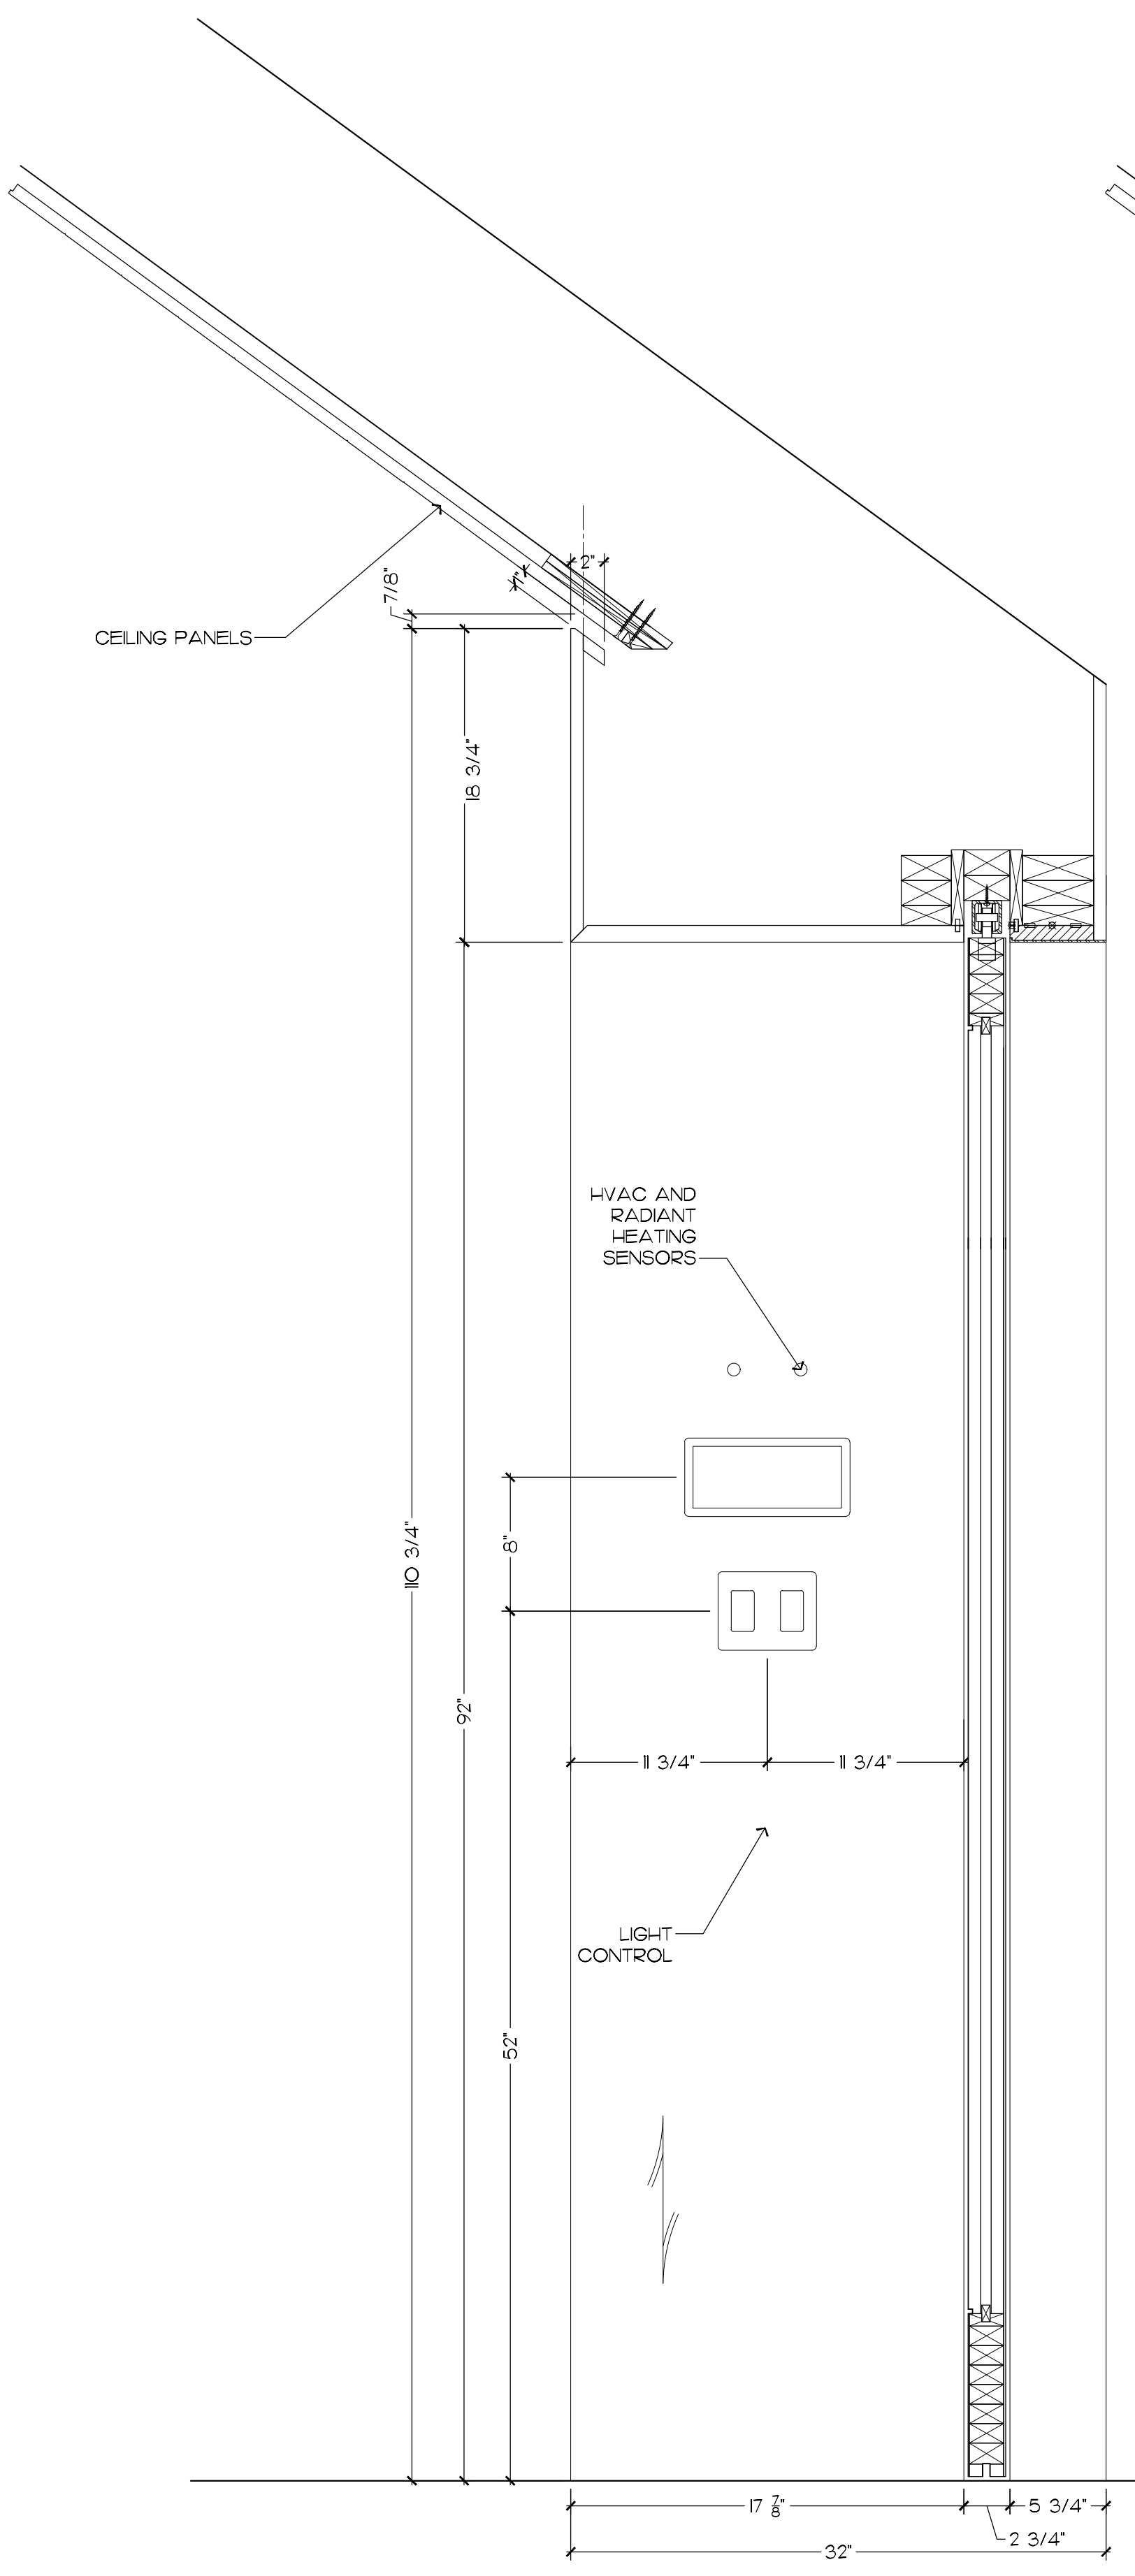 2"
1"
7/8"
CEILING PANELS
18 3/4"
HVAC AND
RADIANT
HEATING
SENSORS
8"
110 3/4"
92"
11 3/4" 11 3/4"
LIGHT
CONTROL
52"
17 7/8" 5 3/4"
2 3/4"
32"